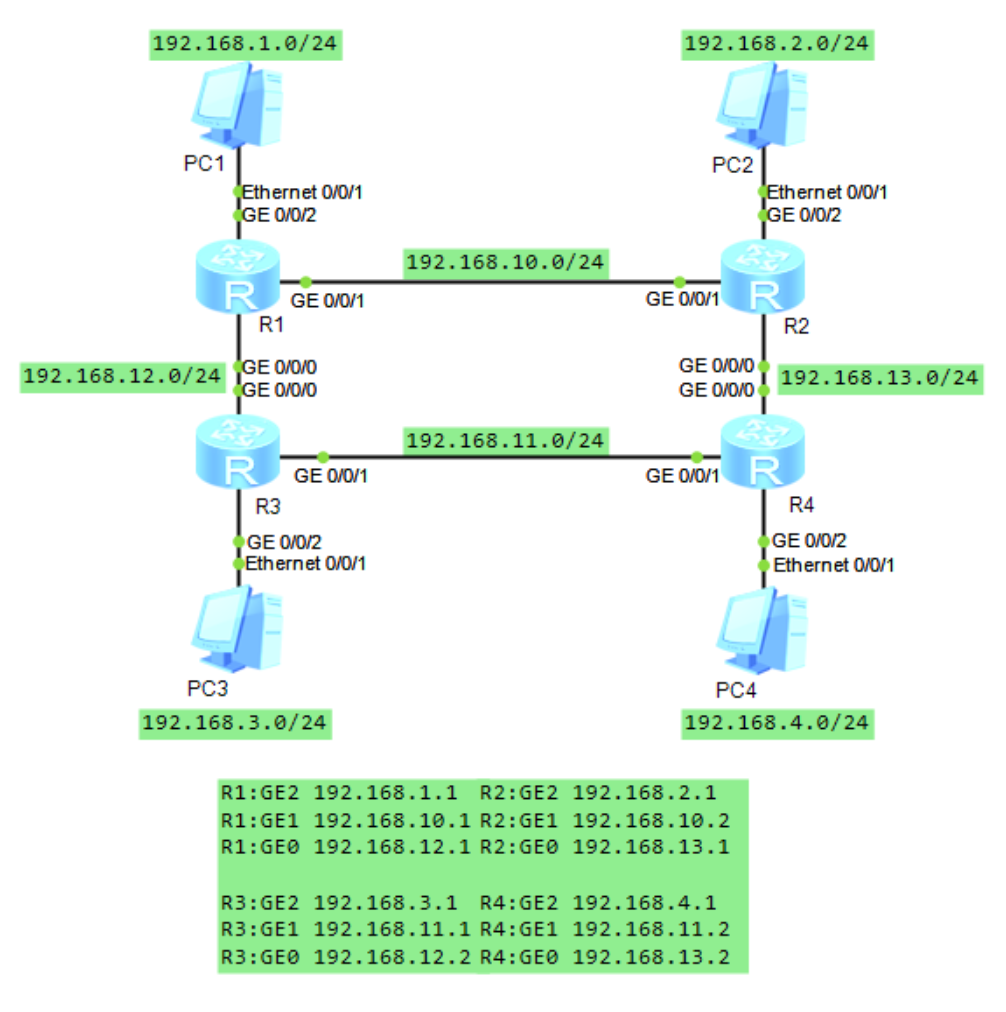 192.168.1.0/24
192.168.2.0/24
PC1
PC2
Ethernet 0/0/1
GE 0/0/2
Ethernet 0/0/1
GE 0/0/2
192.168.10.0/24
R
GE 0/0/1
GE 0/0/1
R
R1
R2
192.168.12.0/24
GE 0/0/0
GE 0/0/0
GE 0/0/0
GE 0/0/0
192.168.13.0/24
192.168.11.0/24
R
GE 0/0/1
GE 0/0/1
R
R3
R4
GE 0/0/2
Ethernet 0/0/1
GE 0/0/2
Ethernet 0/0/1
PC3
PC4
192.168.3.0/24
192.168.4.0/24
R1:GE2 192.168.1.1 R2:GE2 192.168.2.1
R1:GE1 192.168.10.1 R2:GE1 192.168.10.2
R1:GE0 192.168.12.1 R2:GE0 192.168.13.1
R3:GE2 192.168.3.1 R4:GE2 192.168.4.1
R3:GE1 192.168.11.1 R4:GE1 192.168.11.2
R3:GE0 192.168.12.2 R4:GE0 192.168.13.2